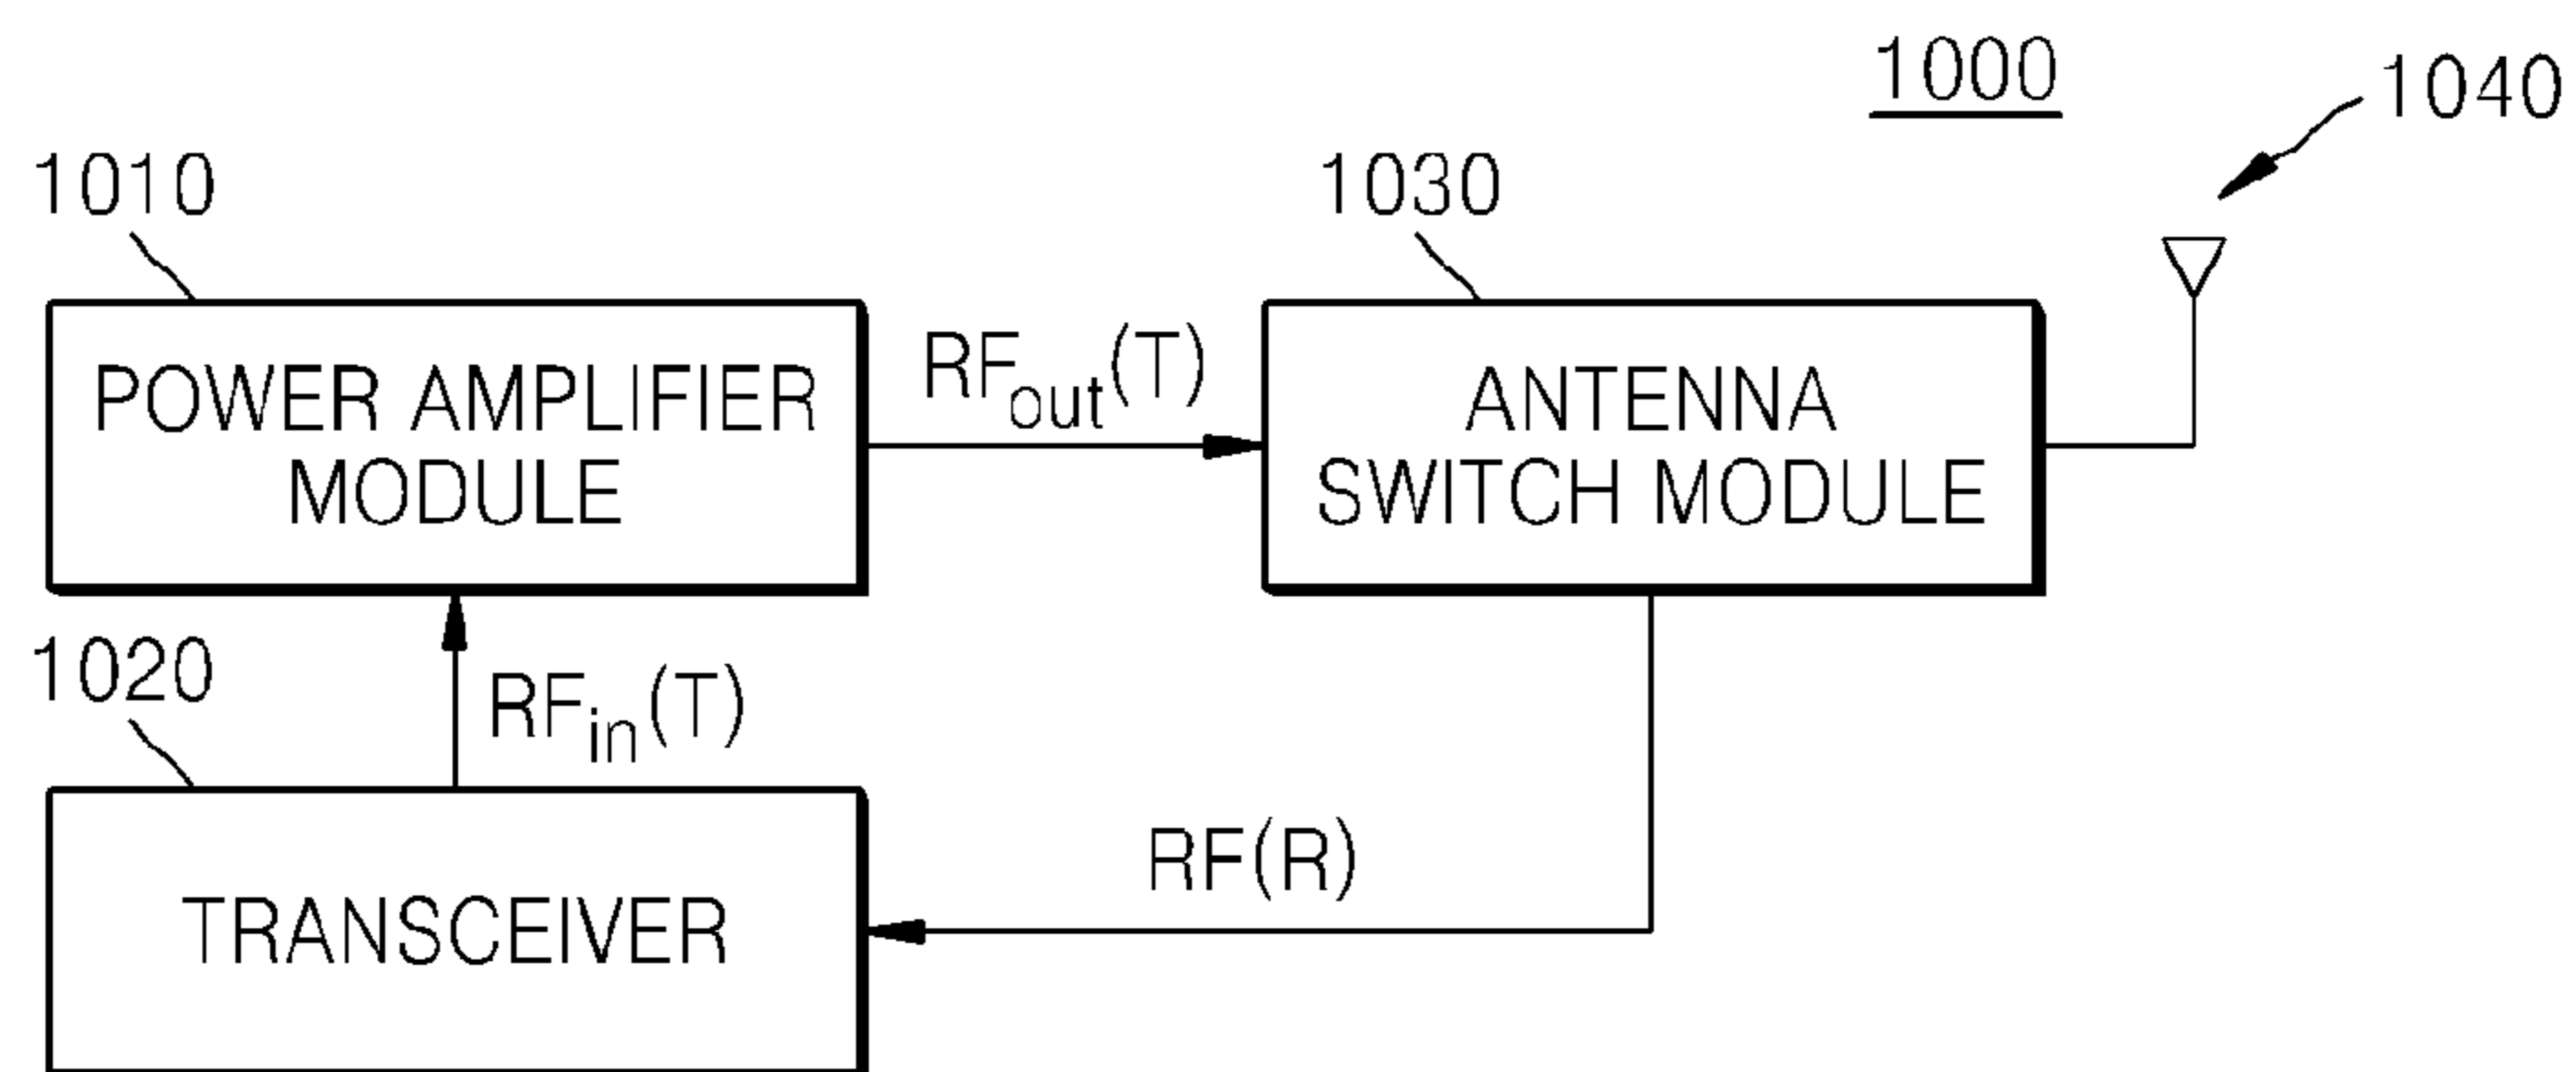 1000
1040
1010
1030
POWER AMPLIFIER
MODULE
RFout(T)
ANTENNA
SWITCH MODULE
1020
RFin(T)
RF(R)
TRANSCEIVER